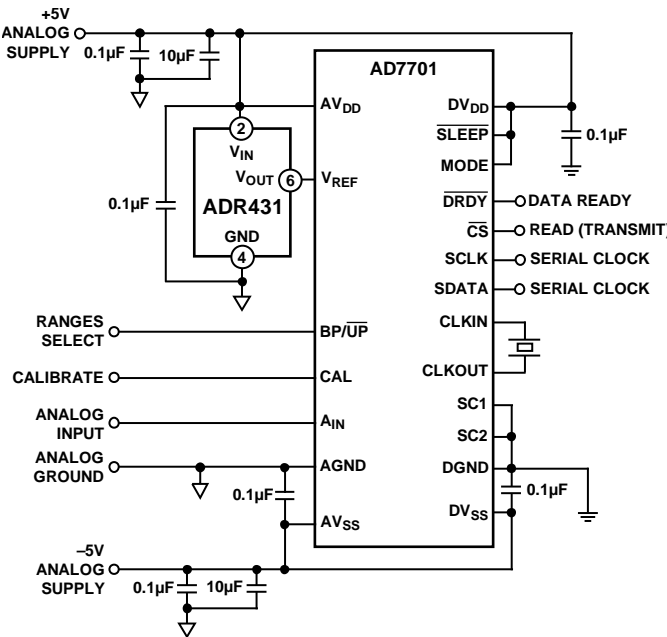 +5V
ANALOG
SUPPLY
0.1µF
10µF
AD7701
AVDD
DVDD
SLEEP
0.1µF
MODE
2
VIN
VOUT
6
VREF
ADR431
0.1µF
GND
4
DRDY
DATA READY
CS
READ (TRANSMIT)
SCLK
SERIAL CLOCK
SDATA
SERIAL CLOCK
RANGES
SELECT
BP/UP
CLKIN
CALIBRATE
CAL
CLKOUT
ANALOG
INPUT
AIN
SC1
SC2
ANALOG
GROUND
AGND
DGND
0.1µF
0.1µF
AVSS
DVSS
–5V
ANALOG
SUPPLY
0.1µF
10µF